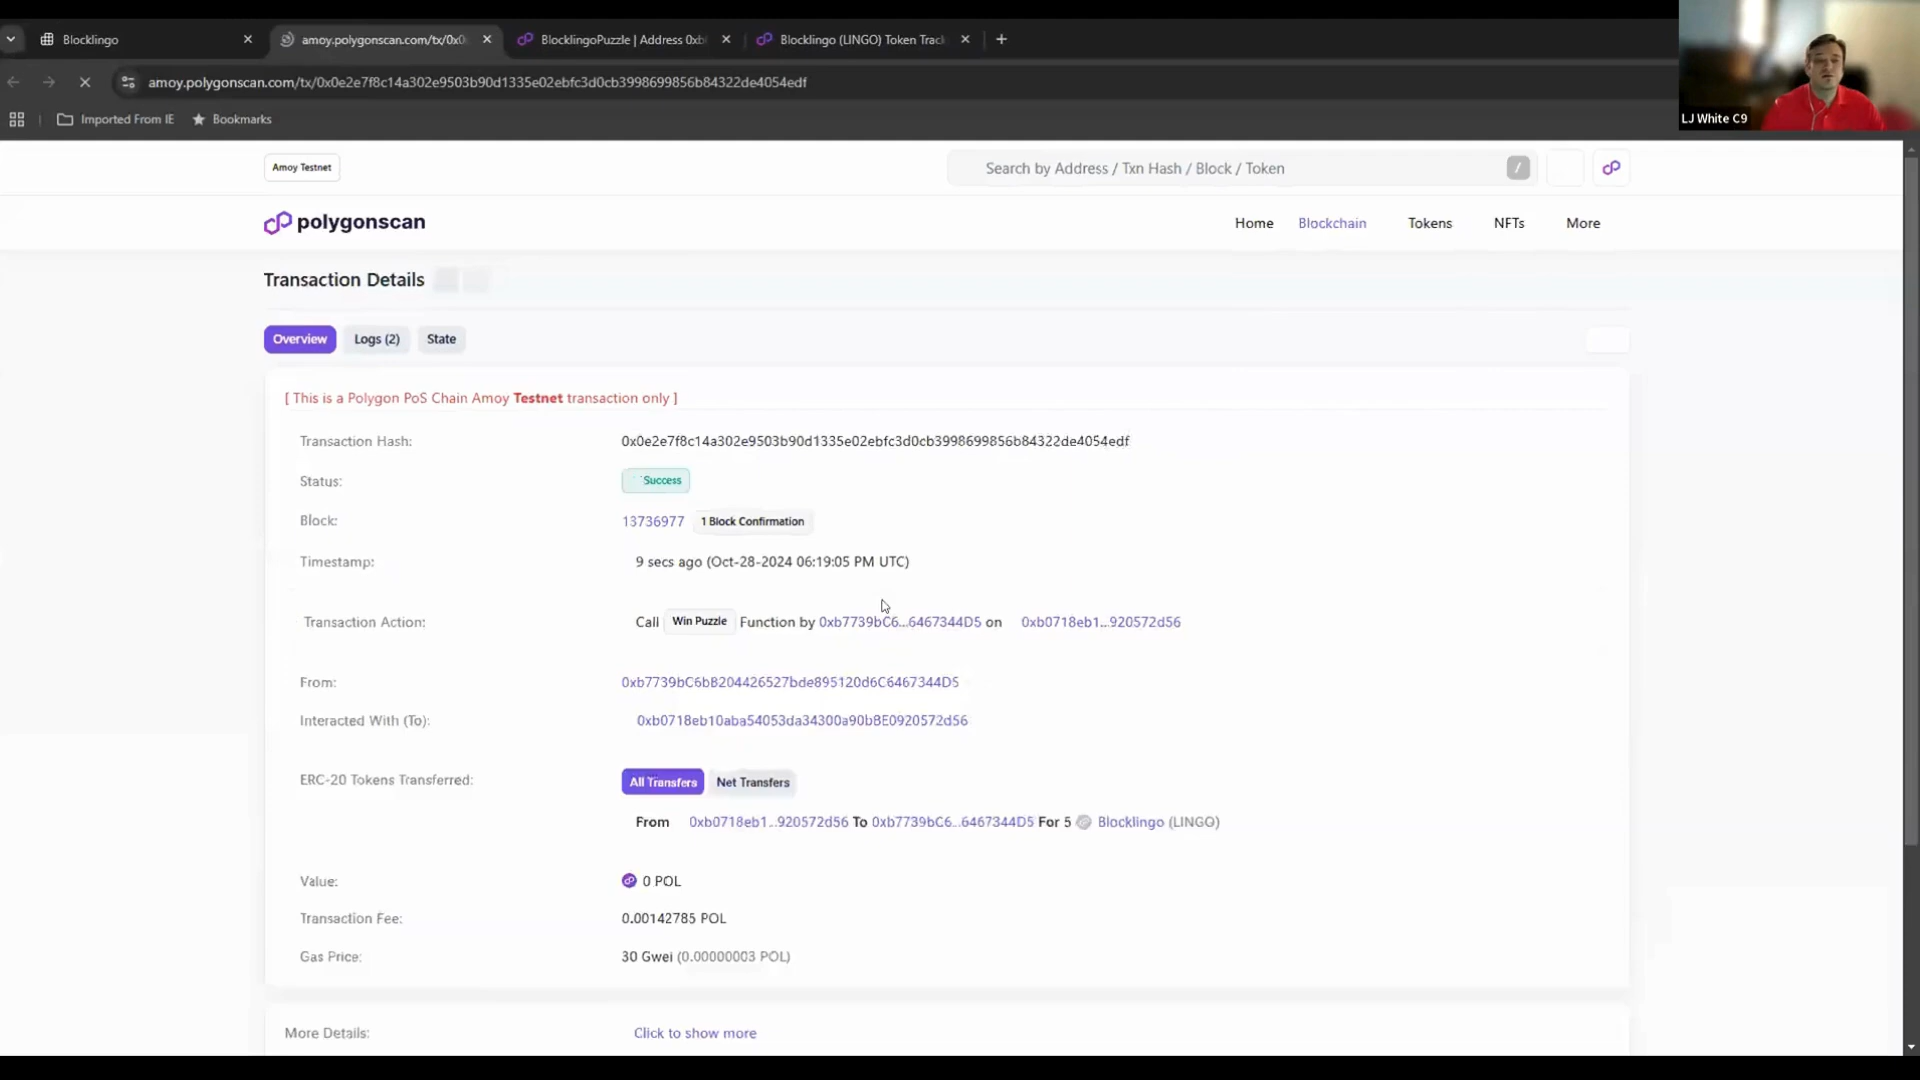 Blocklingo
amoy.polygonscan.com/tx/0x0
BlocklingoPuzzle | Address 0xb
Blocklingo (LINGO) Token Trac
amoy.polygonscan.com/tx/0x0e2e7f8c14a302e9503b90d1335e02ebfc3d0cb3998699856b84322de4054edf
Imported From IE
Bookmarks
LJ White C9
Amoy Testnet
Search by Address / Txn Hash / Block / Token
/
polygonscan
Home
Blockchain
Tokens
NFTs
More
Transaction Details
Overview
Logs (2)
State
[ This is a Polygon PoS Chain Amoy Testnet transaction only ]
Transaction Hash: 0x0e2e7f8c14a302e9503b90d1335e02ebfc3d0cb3998699856b84322de4054edf
Status: Success
Block: 13736977 1 Block Confirmation
Timestamp: 9 secs ago (Oct-28-2024 06:19:05 PM UTC)
Transaction Action: Call Win Puzzle Function by 0xb7739bC6...6467344D5 on 0xb0718eb1...920572d56
From: 0xb7739bC6bB204426527bde895120d6C6467344D5
Interacted With (To): 0xb0718eb10aba54053da34300a90bBE0920572d56
ERC-20 Tokens Transferred: All Transfers Net Transfers
From 0xb0718eb1...920572d56 To 0xb7739bC6...6467344D5 For 5 Blocklingo (LINGO)
Value: 0 POL
Transaction Fee: 0.00142785 POL
Gas Price: 30 Gwei (0.00000003 POL)
More Details: Click to show more